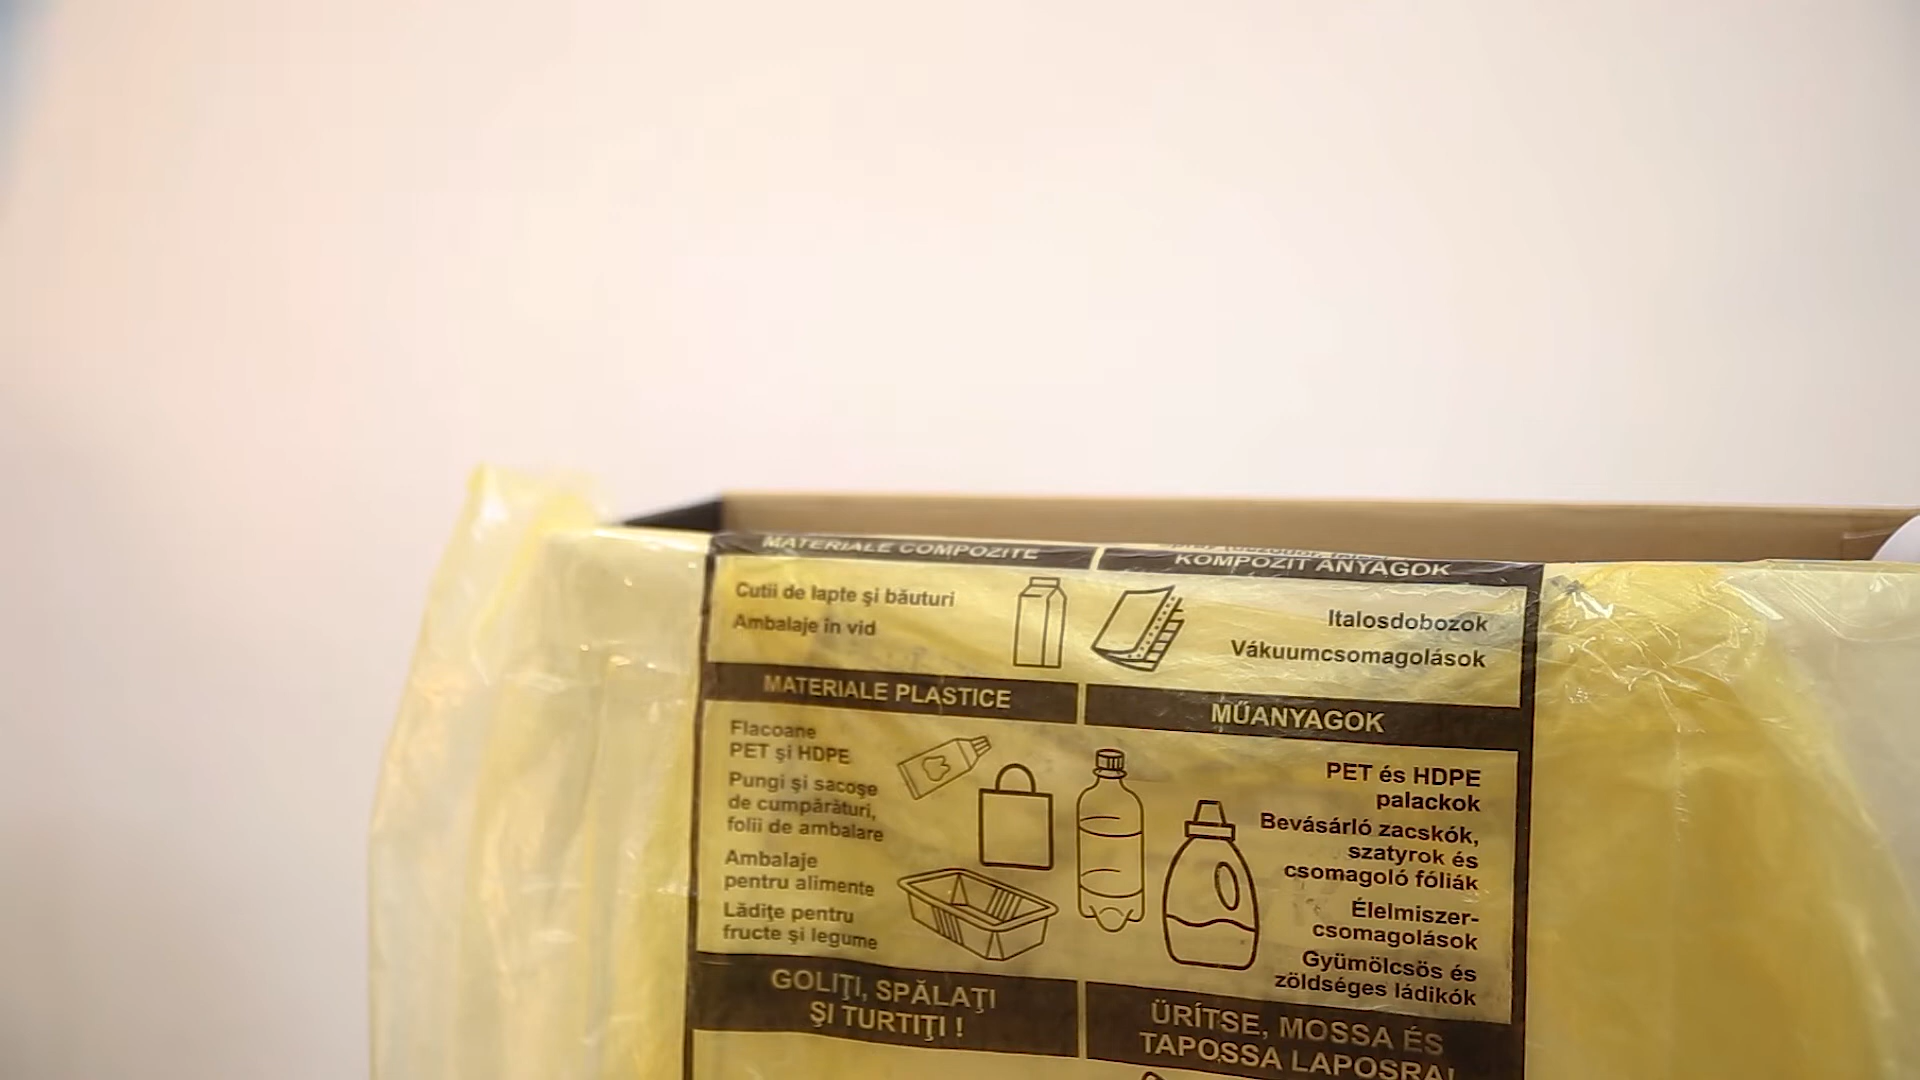 MATERIALE COMPOZITE
KOMPOZIT ANYAGOK
Cutii de lapte şi băuturi
Ambalaje în vid
Italosdobozok
Vákuumcsomagolások
MATERIALE PLASTICE
MŰANYAGOK
Flacoane
PET şi HDPE
Pungi şi sacoşe
de cumpărături,
folii de ambalare
Ambalaje
pentru alimente
Lădiţe pentru
fructe şi legume
PET és HDPE
palackok
Bevásárló zacskók,
szatyrok és
csomagoló fóliák
Élelmiszer-
csomagolások
Gyümölcsös és
zöldséges ládikók
GOLIŢI, SPĂLAŢI
ŞI TURTIŢI !
ÜRÍTSE, MOSSA ÉS
TAPOSSA LAPOSRA!